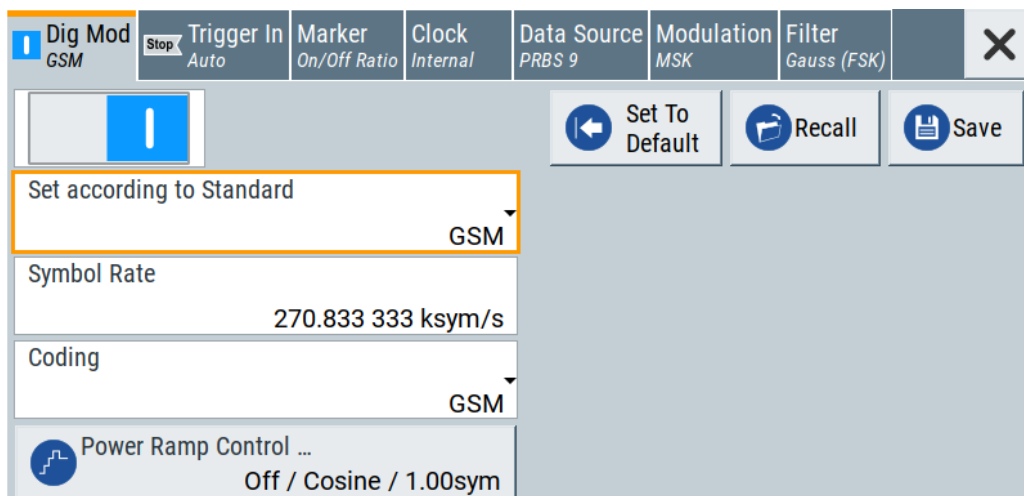 Dig Mod
GSM
Stop
Trigger In
Auto
Marker
On/Off Ratio
Clock
Internal
Data Source
PRBS 9
Modulation
MSK
Filter
Gauss (FSK)
Set To
Default
Recall
Save
Set according to Standard
GSM
Symbol Rate
270.833 333 ksym/s
Coding
GSM
Power Ramp Control ...
Off / Cosine / 1.00sym